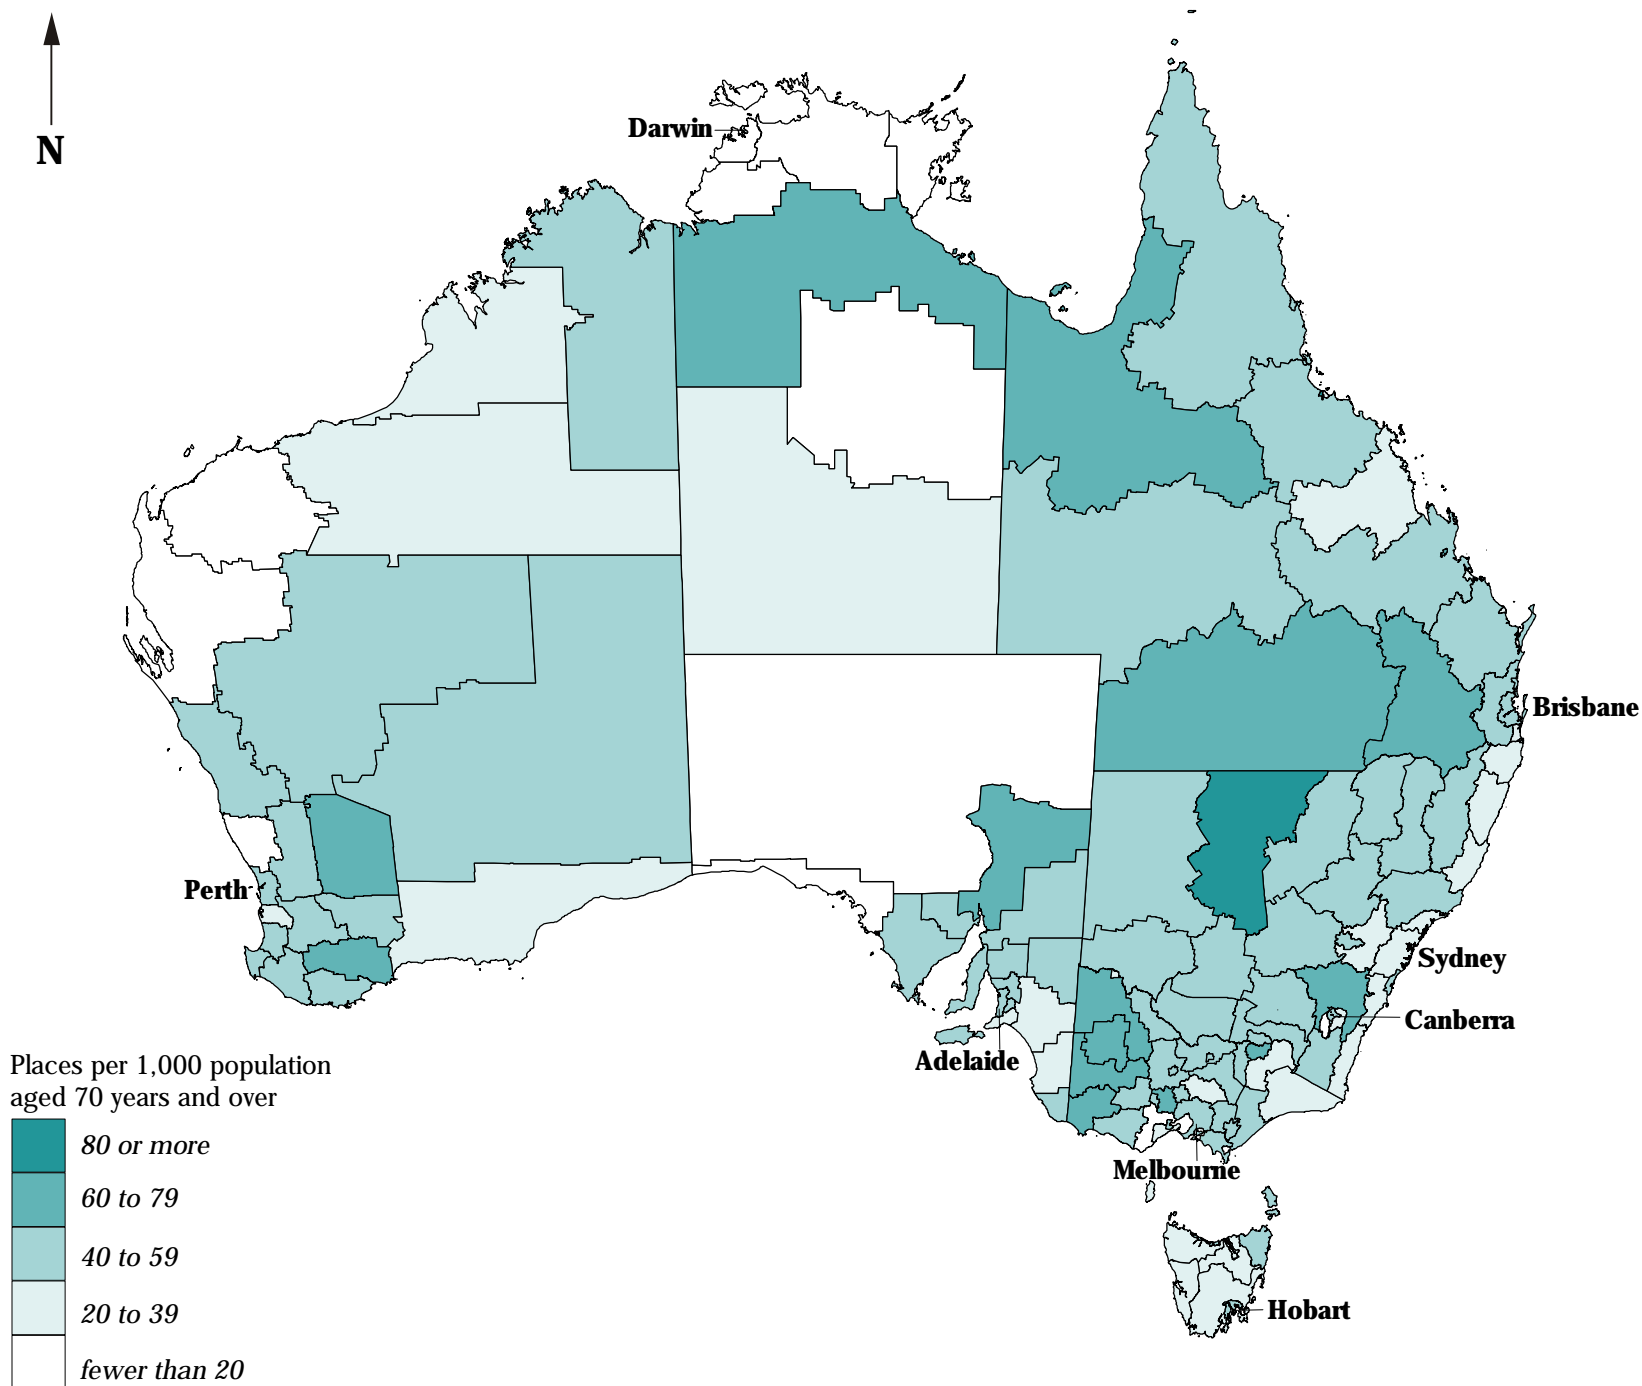 N
Darwin
Brisbane
Perth
Sydney
Canberra
Adelaide
Melbourne
Hobart
Places per 1,000 population
aged 70 years and over
80 or more
60 to 79
40 to 59
20 to 39
fewer than 20